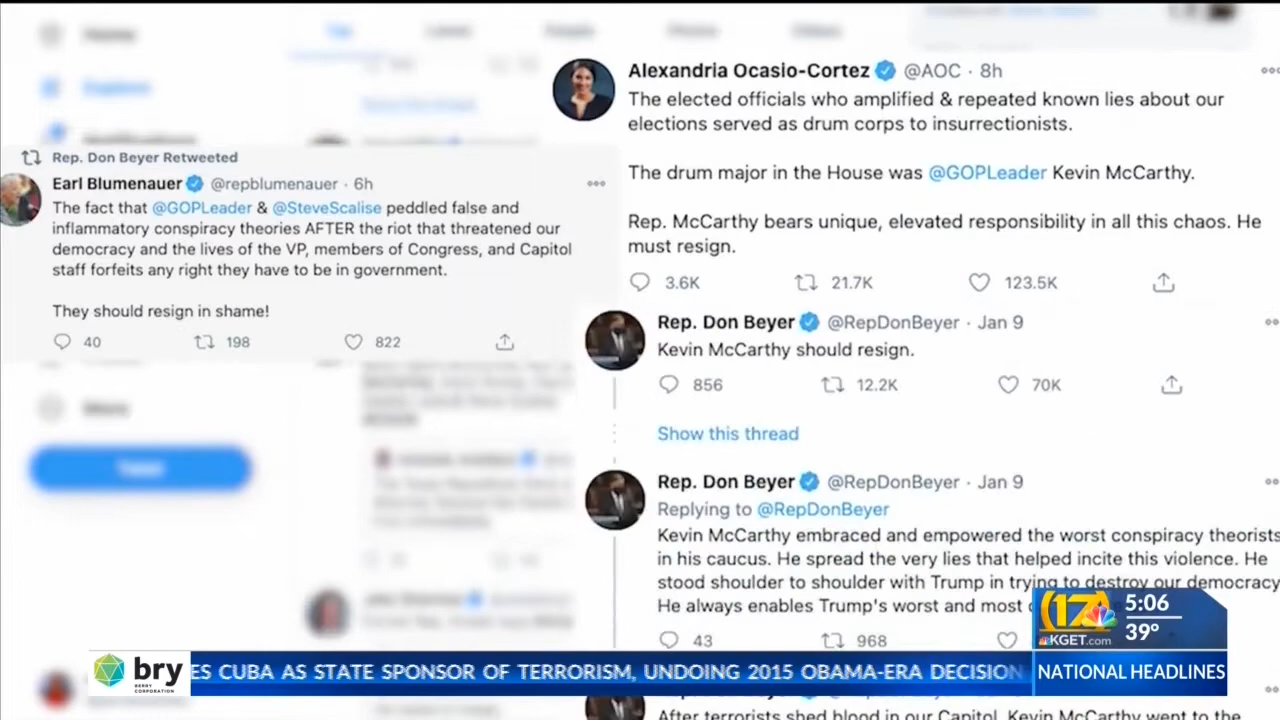 Rep. Don Beyer Retweeted
Earl Blumenauer @repblumenauer · 6h
The fact that @GOPLeader & @SteveScalise peddled false and
inflammatory conspiracy theories AFTER the riot that threatened our
democracy and the lives of the VP, members of Congress, and Capitol
staff forfeits any right they have to be in government.
They should resign in shame!
40 198 822
Alexandria Ocasio-Cortez @AOC · 8h
The elected officials who amplified & repeated known lies about our
elections served as drum corps to insurrectionists.
The drum major in the House was @GOPLeader Kevin McCarthy.
Rep. McCarthy bears unique, elevated responsibility in all this chaos. He
must resign.
3.6K 21.7K 123.5K
Rep. Don Beyer @RepDonBeyer · Jan 9
Kevin McCarthy should resign.
856 12.2K 70K
Show this thread
Rep. Don Beyer @RepDonBeyer · Jan 9
Replying to @RepDonBeyer
Kevin McCarthy embraced and empowered the worst conspiracy theorists
in his caucus. He spread the very lies that helped incite this violence. He
stood shoulder to shoulder with Trump in trying to destroy our democracy
He always enables Trump's worst and most
43 968
After terrorists shed blood in our Capitol, Kevin McCarthy went to the
More
Tweet
17 KGET.com
5:06
39°
bry
BERRY CORPORATION
ES CUBA AS STATE SPONSOR OF TERRORISM, UNDOING 2015 OBAMA-ERA DECISION
NATIONAL HEADLINES